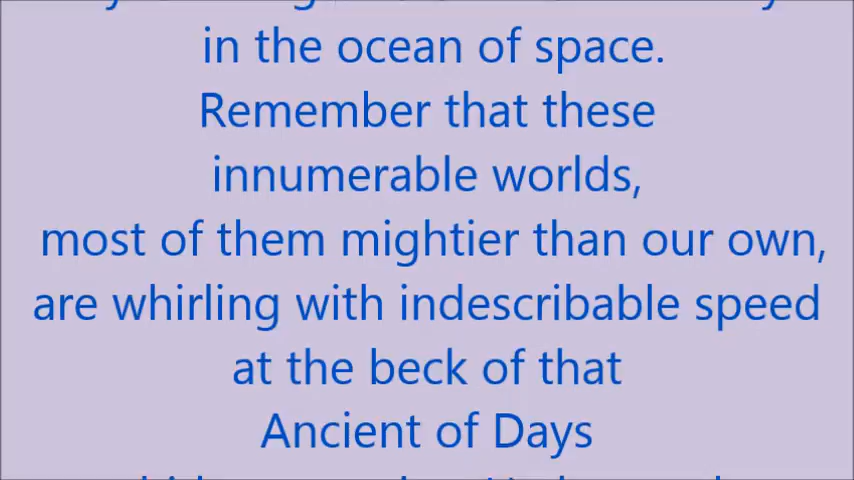 in the ocean of space.
Remember that these
innumerable worlds,
most of them mightier than our own,
are whirling with indescribable speed
at the beck of that
Ancient of Days